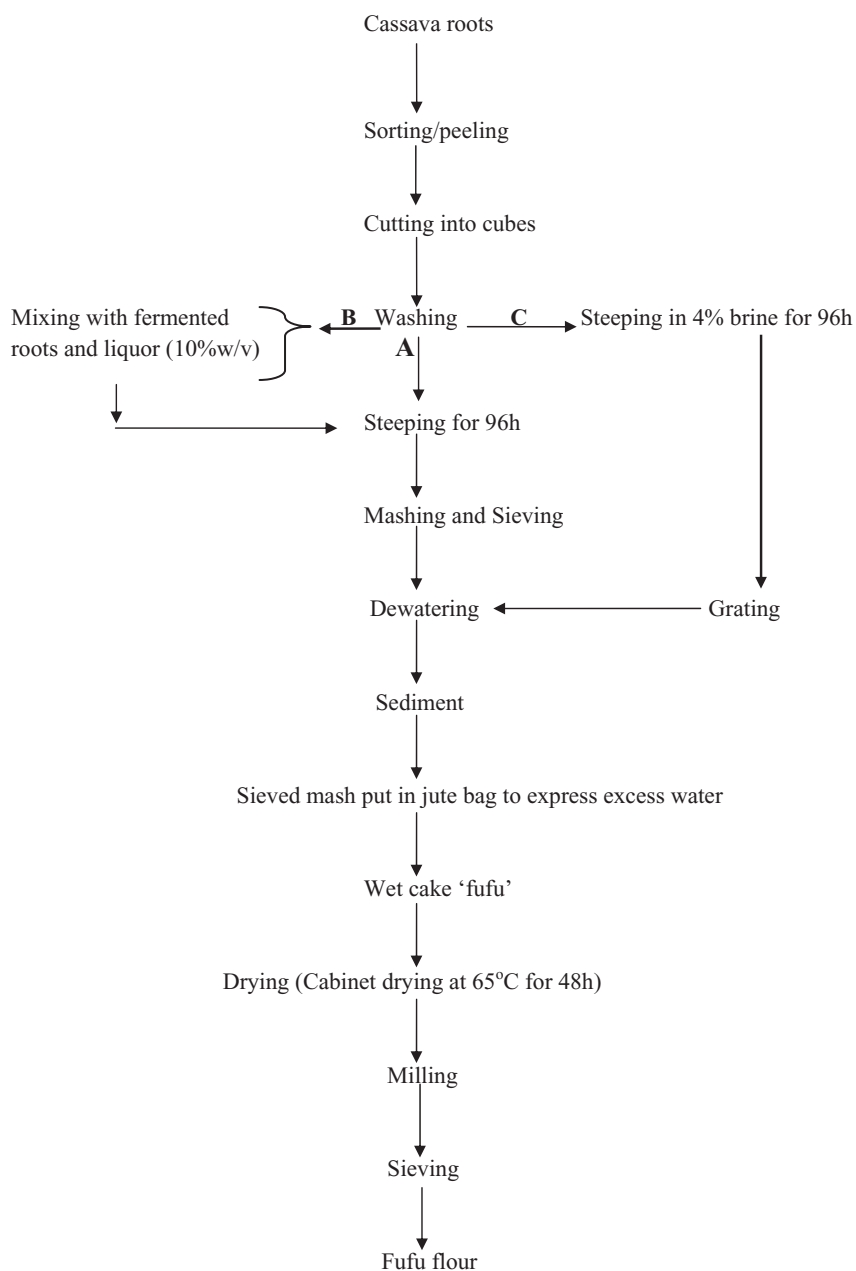 Cassava roots
Sorting/peeling
Cutting into cubes
Mixing with fermented
roots and liquor (10%w/v)
B
Washing
C
Steeping in 4% brine for 96h
A
Steeping for 96h
Mashing and Sieving
Dewatering
Grating
Sediment
Sieved mash put in jute bag to express excess water
Wet cake ‘fufu’
Drying (Cabinet drying at 65°C for 48h)
Milling
Sieving
Fufu flour